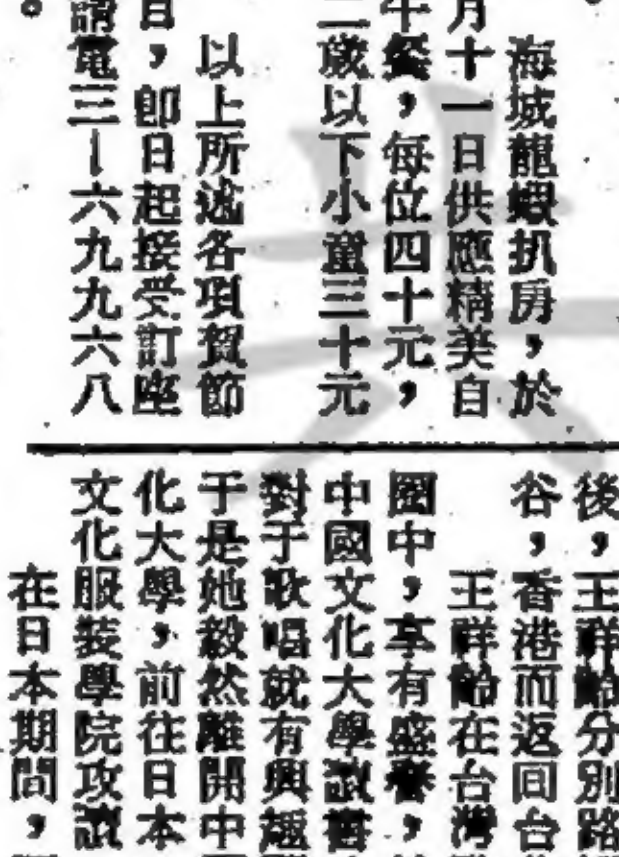 海城龍蝦扒房，於
月十一日供應精美自
午餐，每位四十元，
二歲以下小童三十元
以上所述各項賀節
目，即日起接受訂座
請電三－六九九六八
。
後，王群齡分別路
谷，香港而返回台
王群齡在台灣
圈中，享有盛譽，
中國文化大學讀書
對于歌唱就有興趣
于是她毅然離開中
化大學，前往日本
文化服裝學院攻讀
在日本期間，